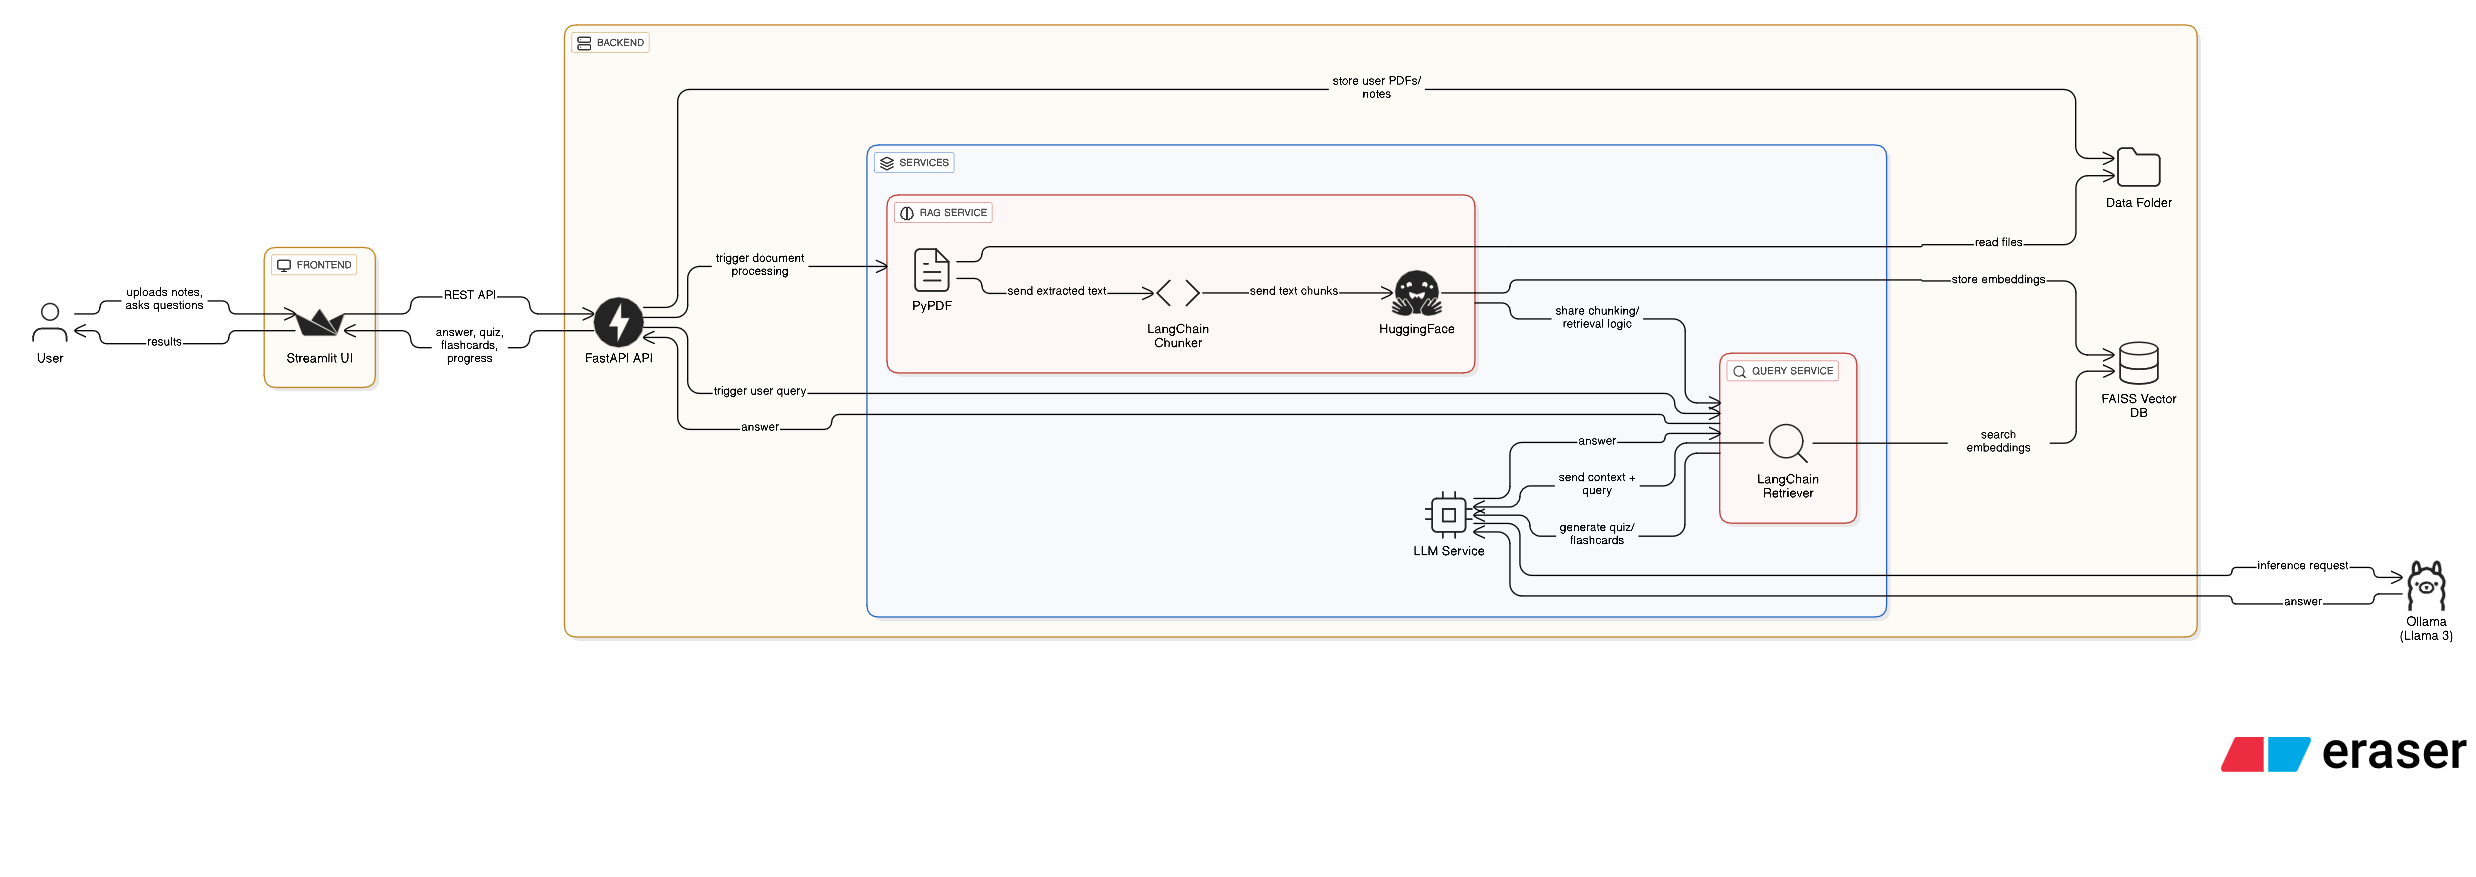 BACKEND
store user PDFs/
notes
SERVICES
RAG SERVICE
Data Folder
read files
FRONTEND
trigger document
processing
uploads notes,
asks questions
REST API
send extracted text
send text chunks
store embeddings
PyPDF
share chunking/
retrieval logic
LangChain
Chunker
HuggingFace
results
answer, quiz,
flashcards,
progress
User
Streamlit UI
FastAPI API
QUERY SERVICE
trigger user query
FAISS Vector
DB
answer
answer
search
embeddings
send context +
query
LangChain
Retriever
generate quiz/
flashcards
LLM Service
inference request
answer
Ollama
(Llama 3)
eraser